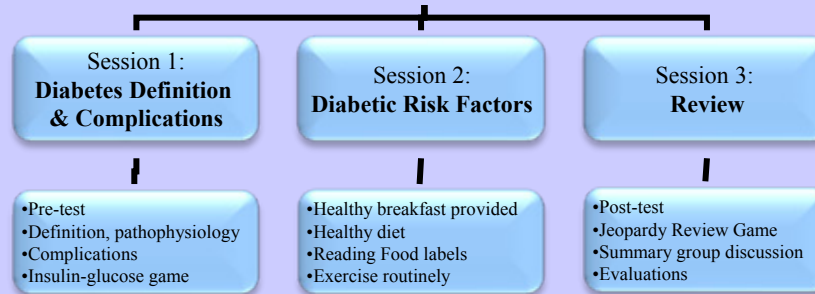 Session 1:
Diabetes Definition
& Complications
Session 2:
Diabetic Risk Factors
Session 3:
Review
•Pre-test
•Definition, pathophysiology
•Complications
•Insulin-glucose game
•Healthy breakfast provided
•Healthy diet
•Reading Food labels
•Exercise routinely
•Post-test
•Jeopardy Review Game
•Summary group discussion
•Evaluations